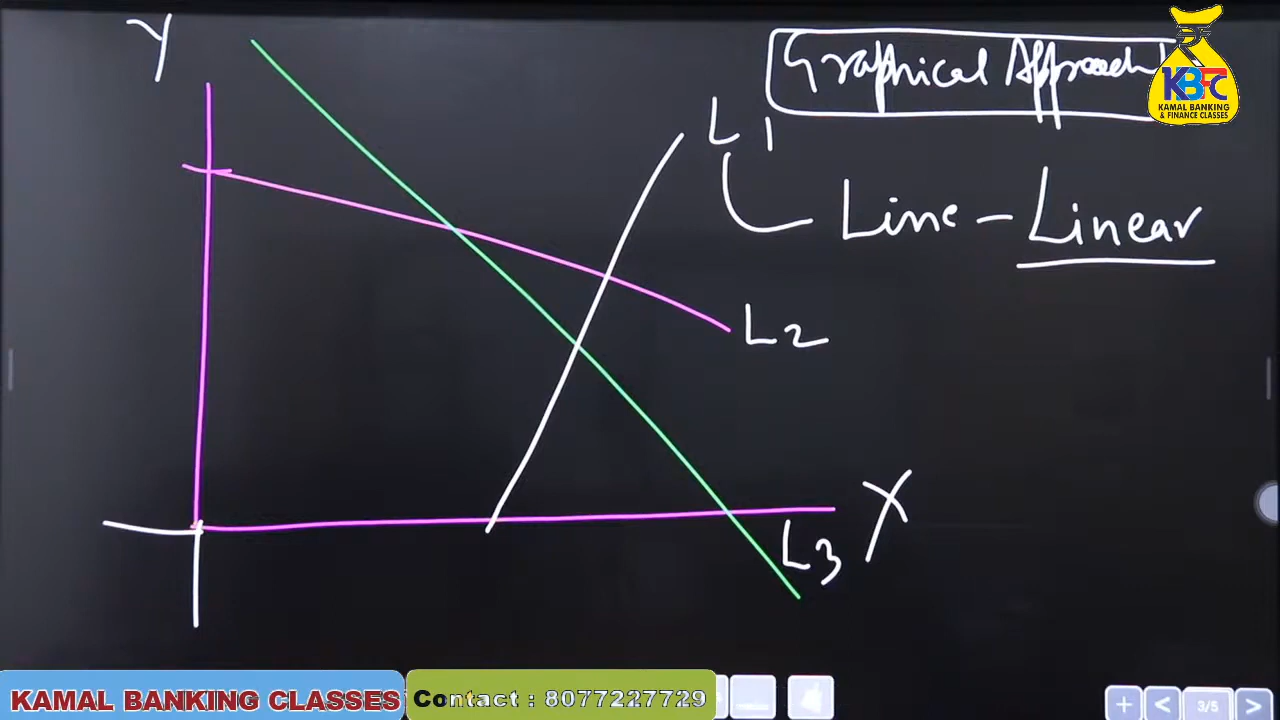 Y
Graphical Approach
KBFC
KAMAL BANKING
& FINANCE CLASSES
L1
Line - Linear
L2
L3
X
KAMAL BANKING CLASSES
Contact : 8077227729
+ < 3/5 >